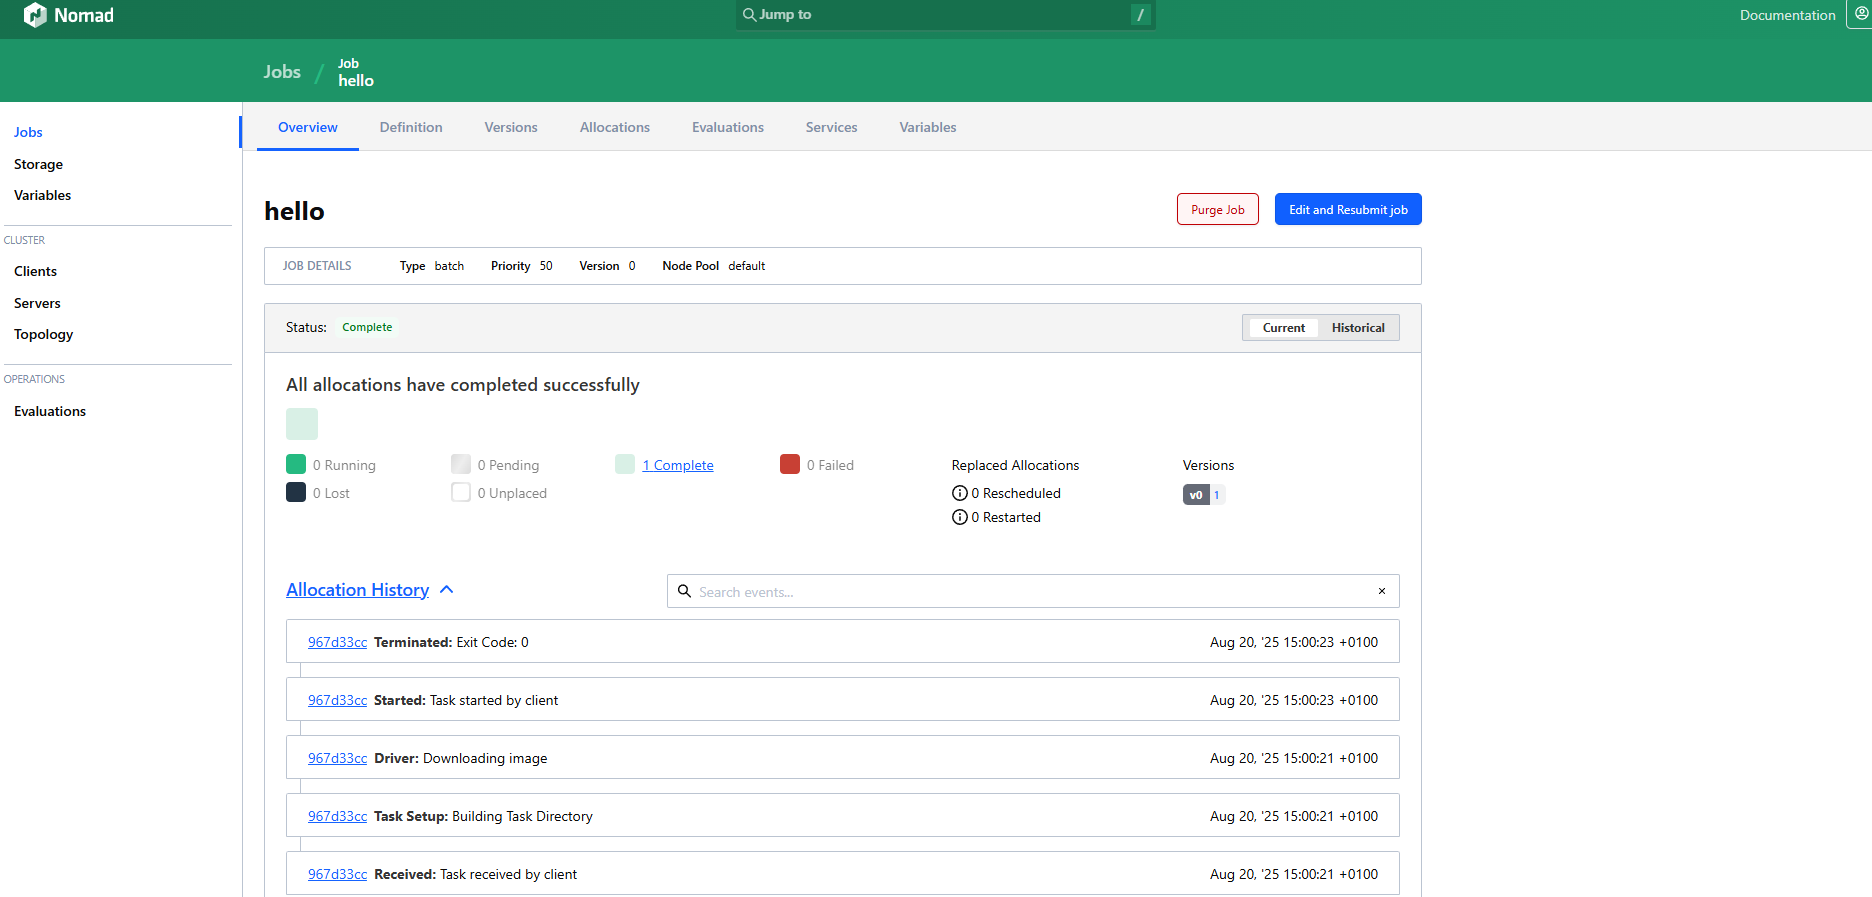 Nomad
Jump to /
Documentation
Jobs / Job
hello
Jobs
Storage
Variables
CLUSTER
Clients
Servers
Topology
OPERATIONS
Evaluations
Overview Definition Versions Allocations Evaluations Services Variables
hello
Purge Job Edit and Resubmit job
JOB DETAILS Type batch Priority 50 Version 0 Node Pool default
Status: Complete Current Historical
All allocations have completed successfully
0 Running 0 Pending 1 Complete 0 Failed Replaced Allocations Versions
0 Lost 0 Unplaced 0 Rescheduled v0 1
0 Restarted
Allocation History Search events... ×
967d33cc Terminated: Exit Code: 0 Aug 20, '25 15:00:23 +0100
967d33cc Started: Task started by client Aug 20, '25 15:00:23 +0100
967d33cc Driver: Downloading image Aug 20, '25 15:00:21 +0100
967d33cc Task Setup: Building Task Directory Aug 20, '25 15:00:21 +0100
967d33cc Received: Task received by client Aug 20, '25 15:00:21 +0100